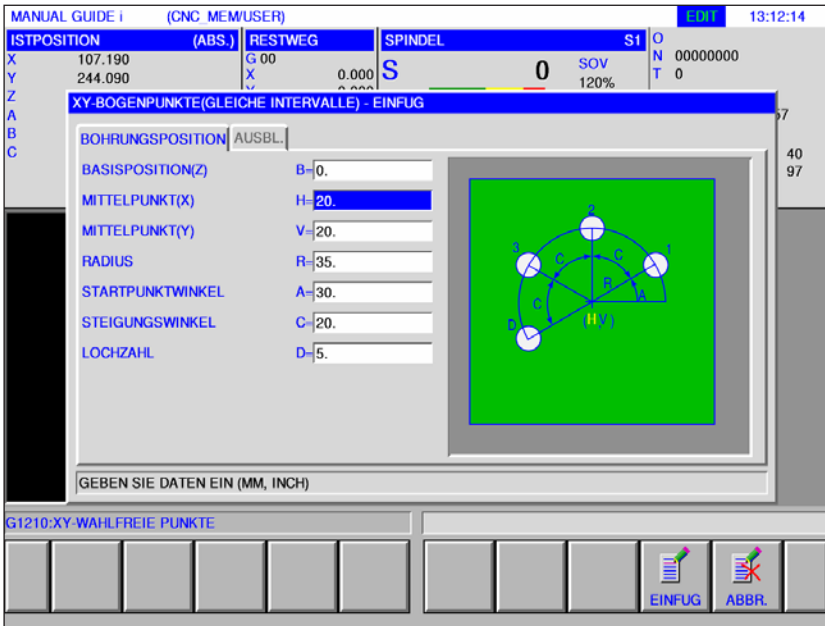 MANUAL GUIDE i (CNC_MEM/USER) EDIT 13:12:14
ISTPOSITION (ABS.) RESTWEG SPINDEL S1 O
X 107.190 G 00 N 00000000
Y 244.090 X 0.000 S 0 SOV T 0
120%
Z
A
B
C
40
97
XY-BOGENPUNKTE(GLEICHE INTERVALLE) - EINFUG
BOHRUNGSPOSITION AUSBL.
BASISPOSITION(Z) B=0.
MITTELPUNKT(X) H=20.
MITTELPUNKT(Y) V=20.
RADIUS R=35.
STARTPUNKTWINKEL A=30.
STEIGUNGSWINKEL C=20.
LOCHZAHL D=5.
2
3 C C 1
C R A
D (H,V)
GEBEN SIE DATEN EIN (MM, INCH)
G1210:XY-WAHLFREIE PUNKTE
EINFUG ABBR.